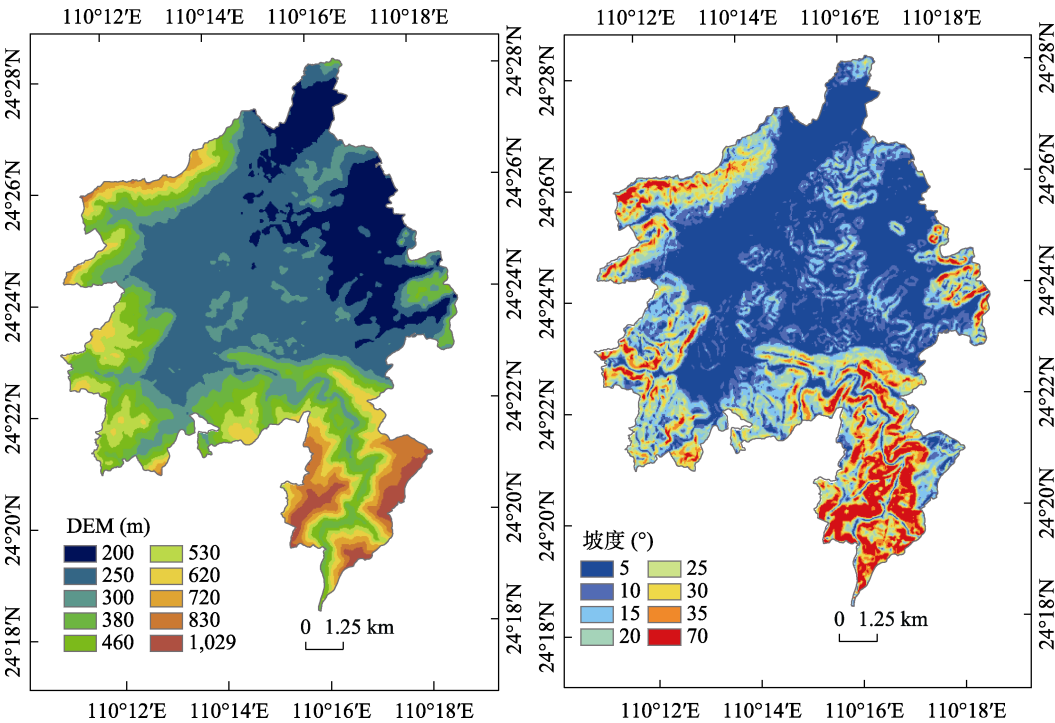 110°12′E 110°14′E 110°16′E 110°18′E
110°12′E 110°14′E 110°16′E 110°18′E
24°28′N
24°26′N
24°24′N
24°22′N
24°20′N
24°18′N
24°28′N
24°26′N
24°24′N
24°22′N
24°20′N
24°18′N
DEM (m)
200 530
250 620
300 720
380 830
460 1,029
0 1.25 km
110°12′E 110°14′E 110°16′E 110°18′E
24°28′N
24°26′N
24°24′N
24°22′N
24°20′N
24°18′N
24°28′N
24°26′N
24°24′N
24°22′N
24°20′N
24°18′N
坡度 (°)
5 25
10 30
15 35
20 70
0 1.25 km
110°12′E 110°14′E 110°16′E 110°18′E